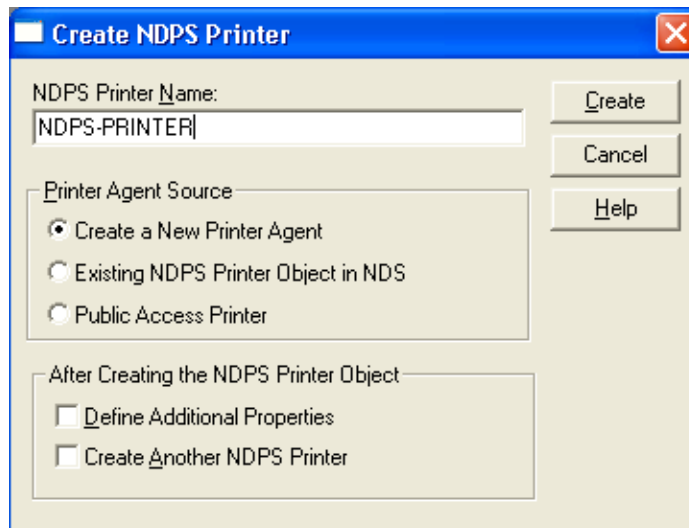 Create NDPS Printer
NDPS Printer Name:
NDPS-PRINTER
Create
Cancel
Help
Printer Agent Source
Create a New Printer Agent
Existing NDPS Printer Object in NDS
Public Access Printer
After Creating the NDPS Printer Object
Define Additional Properties
Create Another NDPS Printer